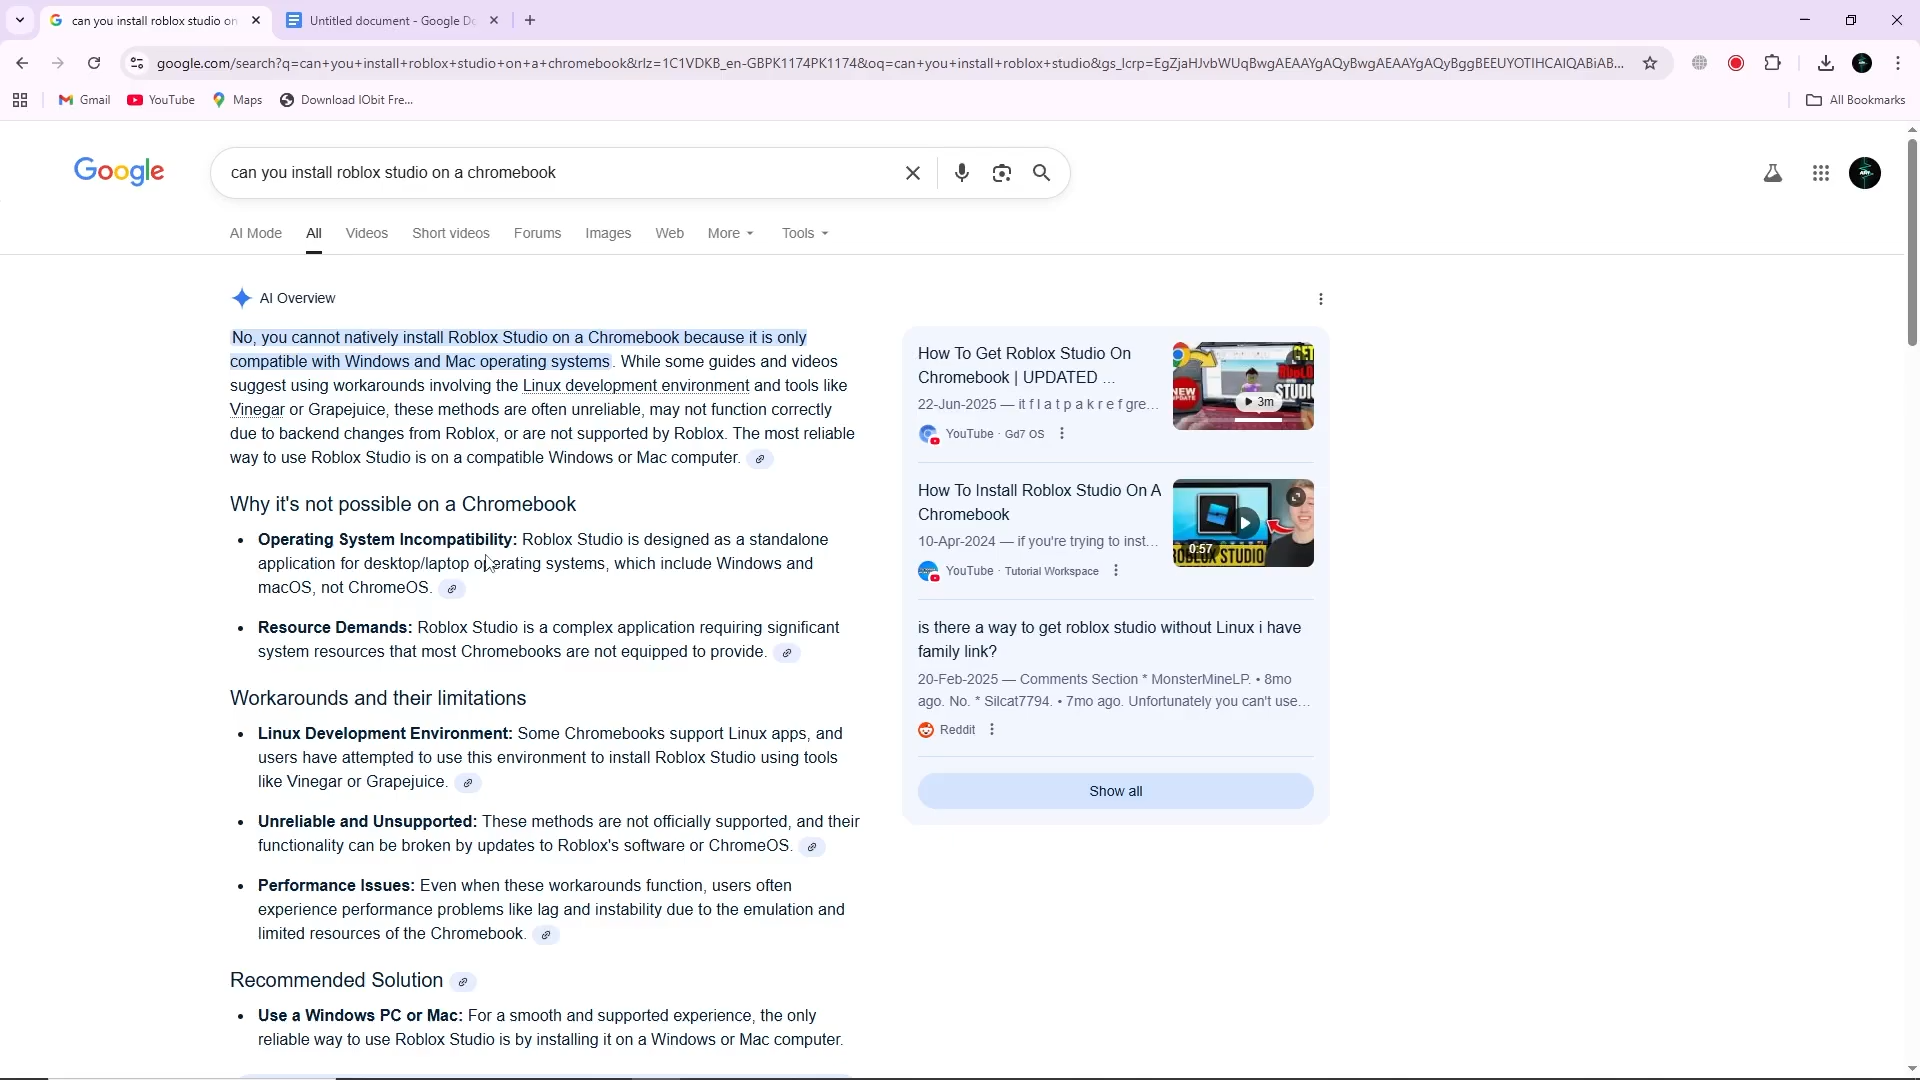 can you install roblox studio on
Untitled document - Google Do
google.com/search?q=can+you+install+roblox+studio+on+a+chromebook&rlz=1C1VDKB_en-GBPK1174PK1174&oq=can+you+install+roblox+studio&gs_lcrp=EgZjaHJvbWUqBwgAEAAYgAQyBwgAEAAYgAQyBggBEEUYOTIHCAIQABiAB...
Gmail
YouTube
Maps
Download IObit Fre...
All Bookmarks
Google
can you install roblox studio on a chromebook
AI Mode
All
Videos
Short videos
Forums
Images
Web
More
Tools
AI Overview
No, you cannot natively install Roblox Studio on a Chromebook because it is only
compatible with Windows and Mac operating systems. While some guides and videos
suggest using workarounds involving the Linux development environment and tools like
Vinegar or Grapejuice, these methods are often unreliable, may not function correctly
due to backend changes from Roblox, or are not supported by Roblox. The most reliable
way to use Roblox Studio is on a compatible Windows or Mac computer.
Why it's not possible on a Chromebook
• Operating System Incompatibility: Roblox Studio is designed as a standalone
application for desktop/laptop operating systems, which include Windows and
macOS, not ChromeOS.
• Resource Demands: Roblox Studio is a complex application requiring significant
system resources that most Chromebooks are not equipped to provide.
Workarounds and their limitations
• Linux Development Environment: Some Chromebooks support Linux apps, and
users have attempted to use this environment to install Roblox Studio using tools
like Vinegar or Grapejuice.
• Unreliable and Unsupported: These methods are not officially supported, and their
functionality can be broken by updates to Roblox's software or ChromeOS.
• Performance Issues: Even when these workarounds function, users often
experience performance problems like lag and instability due to the emulation and
limited resources of the Chromebook.
Recommended Solution
• Use a Windows PC or Mac: For a smooth and supported experience, the only
reliable way to use Roblox Studio is by installing it on a Windows or Mac computer.
How To Get Roblox Studio On
Chromebook | UPDATED ...
22-Jun-2025 — it f l a t p a k r e f gre...
YouTube · Gd7 OS
3m
How To Install Roblox Studio On A
Chromebook
10-Apr-2024 — if you're trying to inst...
YouTube · Tutorial Workspace
0:57
ROBLOX STUDIO
is there a way to get roblox studio without Linux i have
family link?
20-Feb-2025 — Comments Section * MonsterMineLP. • 8mo
ago. No. * Silcat7794. • 7mo ago. Unfortunately you can't use...
Reddit
Show all